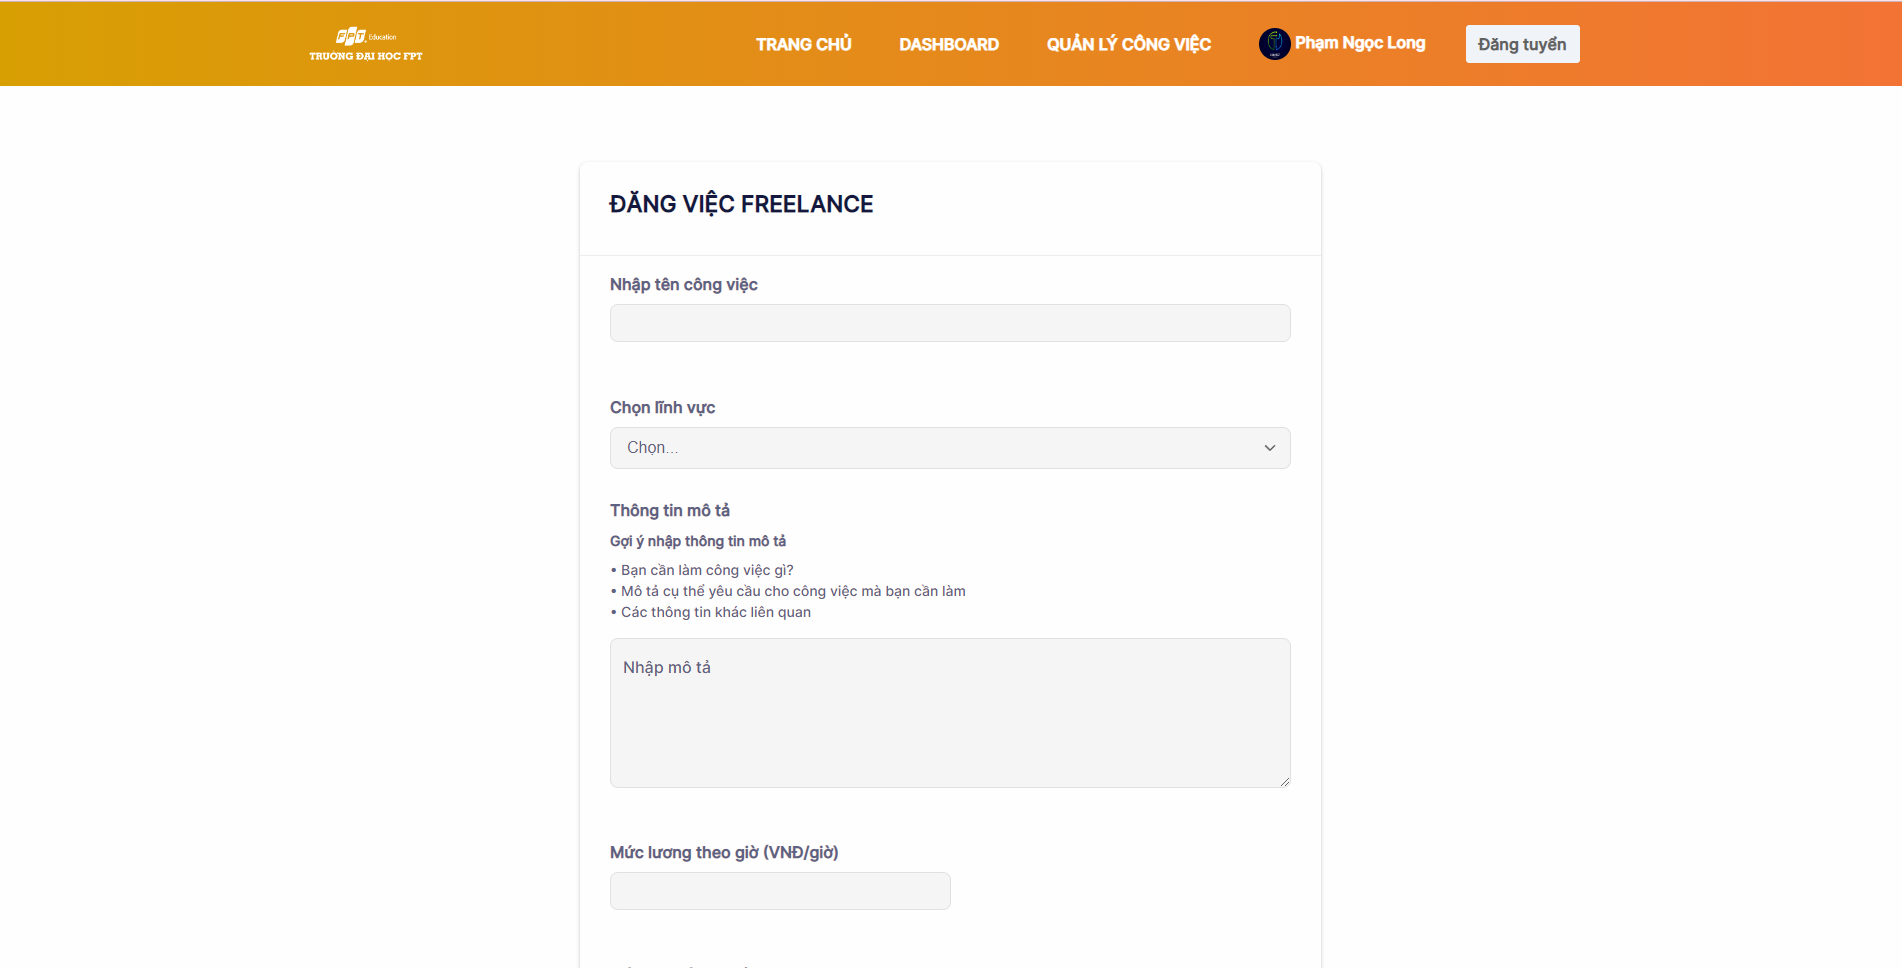 FPT Education
TRƯỜNG ĐẠI HỌC FPT
TRANG CHỦ
DASHBOARD
QUẢN LÝ CÔNG VIỆC
Phạm Ngọc Long
Đăng tuyển
ĐĂNG VIỆC FREELANCE
Nhập tên công việc
Chọn lĩnh vực
Chọn...
Thông tin mô tả
Gợi ý nhập thông tin mô tả
• Bạn cần làm công việc gì?
• Mô tả cụ thể yêu cầu cho công việc mà bạn cần làm
• Các thông tin khác liên quan
Nhập mô tả
Mức lương theo giờ (VNĐ/giờ)